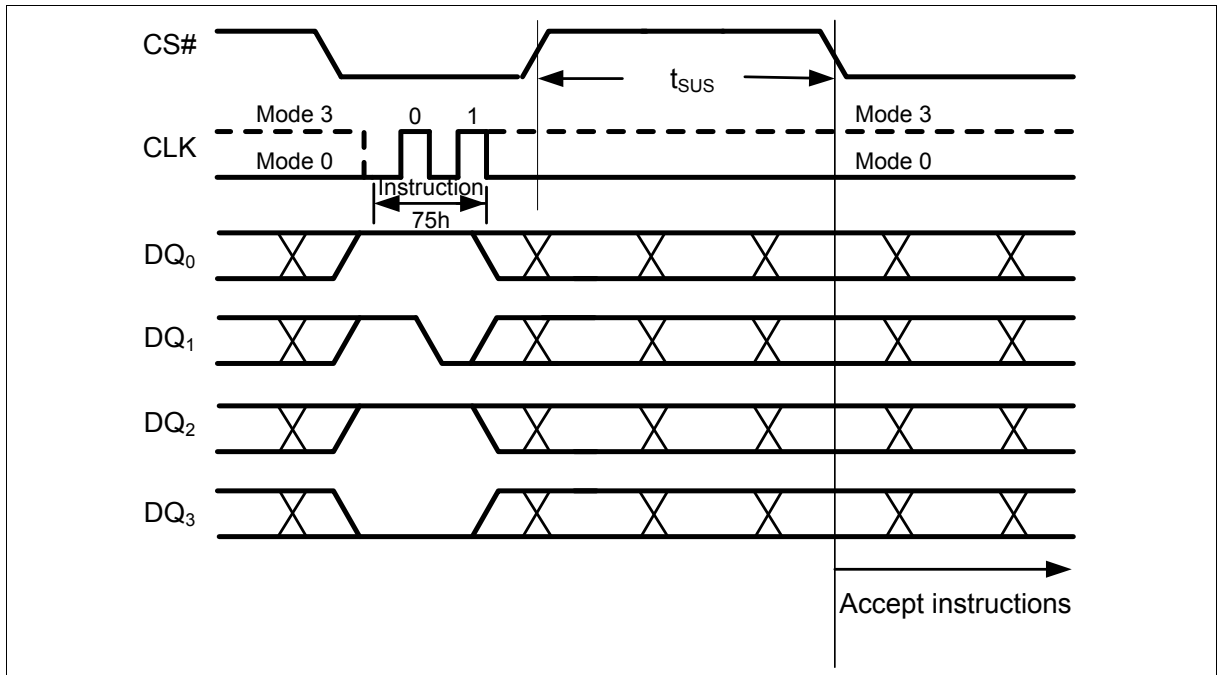 CS#
tSUS
Mode 3 0 1 Mode 3
CLK
Mode 0 Mode 0
Instruction
75h
DQ0
DQ1
DQ2
DQ3
Accept instructions